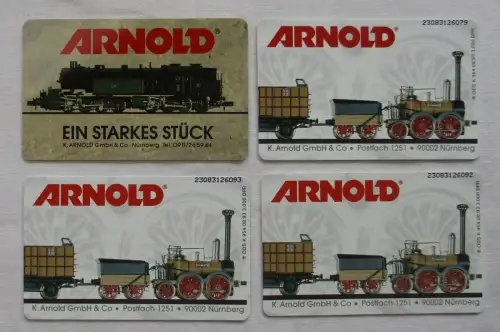 ARNOLD®
EIN STARKES STÜCK
K. ARNOLD GmbH & Co · Nürnberg
23083126079
ARNOLD®
K. Arnold GmbH & Co • Postfach 1251 • 90002 Nürnberg
23083126093
ARNOLD®
K. Arnold GmbH & Co • Postfach 1251 • 90002 Nürnberg
23083126092
ARNOLD®
K. Arnold GmbH & Co • Postfach 1251 • 90002 Nürnberg